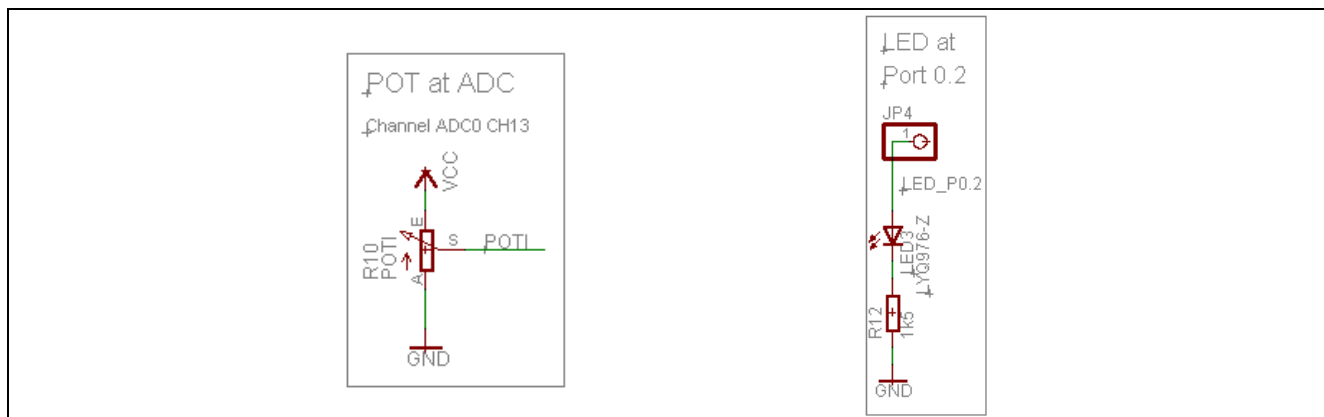 POT at ADC
Channel ADC0 CH13
VCC
E
S
POTI
R10
POTI
A
GND
LED at
Port 0.2
JP4
1
LED_P0.2
LED3
LYQ976-Z
R12
1k5
GND